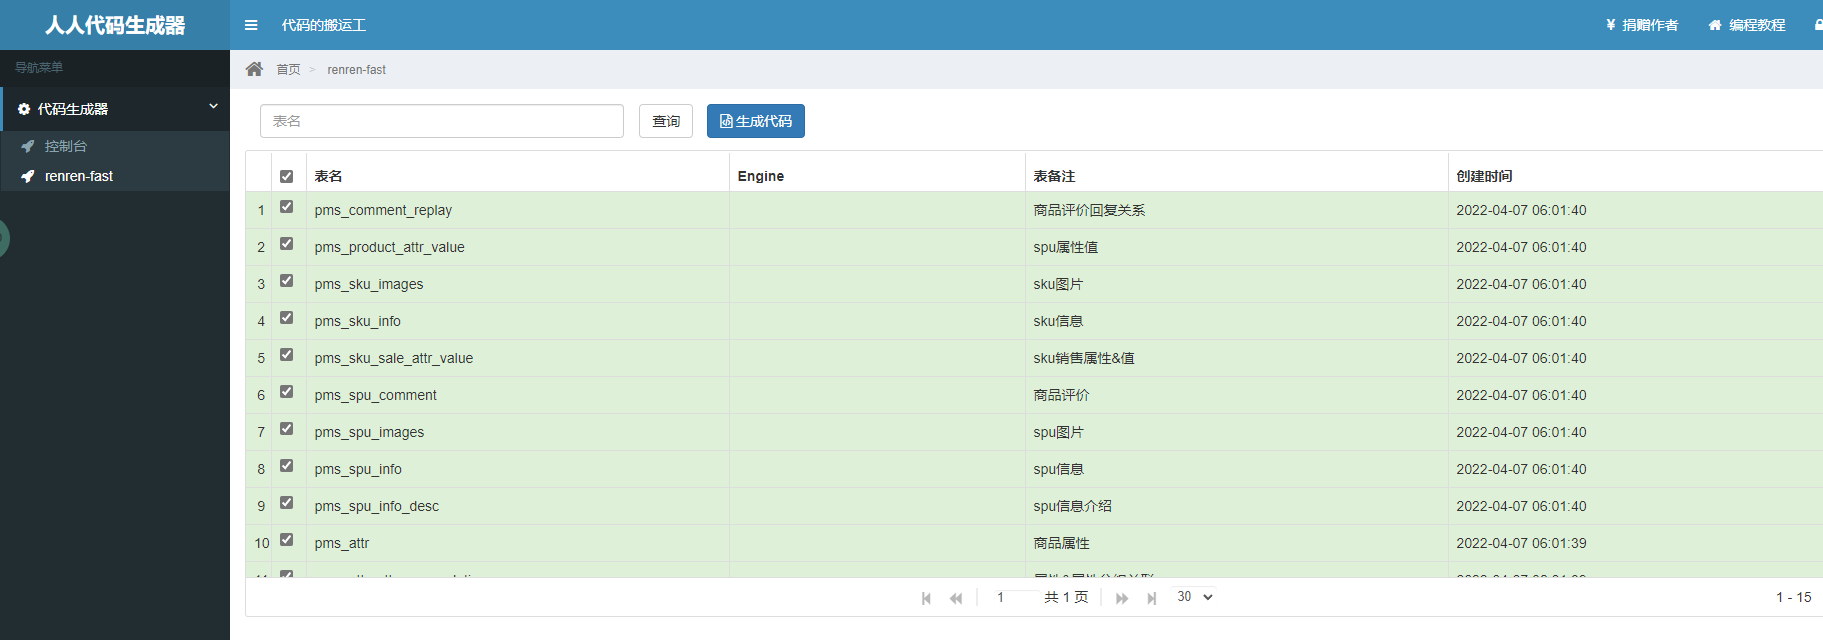 人人代码生成器
代码的搬运工
¥ 捐赠作者
编程教程
导航菜单
首页 > renren-fast
代码生成器
控制台
renren-fast
表名
查询
生成代码
表名 Engine 表备注 创建时间
1 pms_comment_replay 商品评价回复关系 2022-04-07 06:01:40
2 pms_product_attr_value spu属性值 2022-04-07 06:01:40
3 pms_sku_images sku图片 2022-04-07 06:01:40
4 pms_sku_info sku信息 2022-04-07 06:01:40
5 pms_sku_sale_attr_value sku销售属性&值 2022-04-07 06:01:40
6 pms_spu_comment 商品评价 2022-04-07 06:01:40
7 pms_spu_images spu图片 2022-04-07 06:01:40
8 pms_spu_info spu信息 2022-04-07 06:01:40
9 pms_spu_info_desc spu信息介绍 2022-04-07 06:01:40
10 pms_attr 商品属性 2022-04-07 06:01:39
1 共 1 页 30 1 - 15